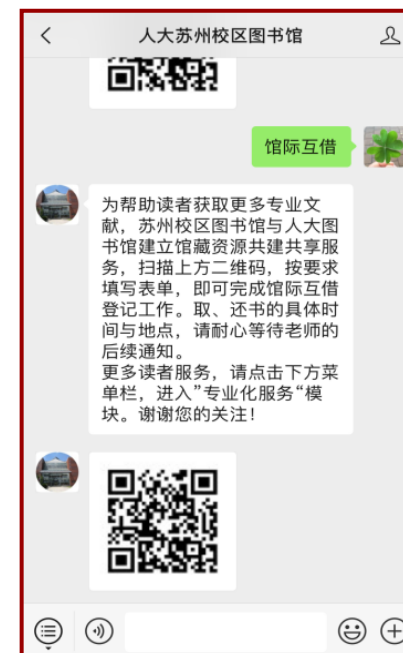 人大苏州校区图书馆
馆际互借
为帮助读者获取更多专业文
献，苏州校区图书馆与人大图
书馆建立馆藏资源共建共享服
务，扫描上方二维码，按要求
填写表单，即可完成馆际互借
登记工作。取、还书的具体时
间与地点，请耐心等待老师的
后续通知。
更多读者服务，请点击下方菜
单栏，进入”专业化服务“模
块。谢谢您的关注！